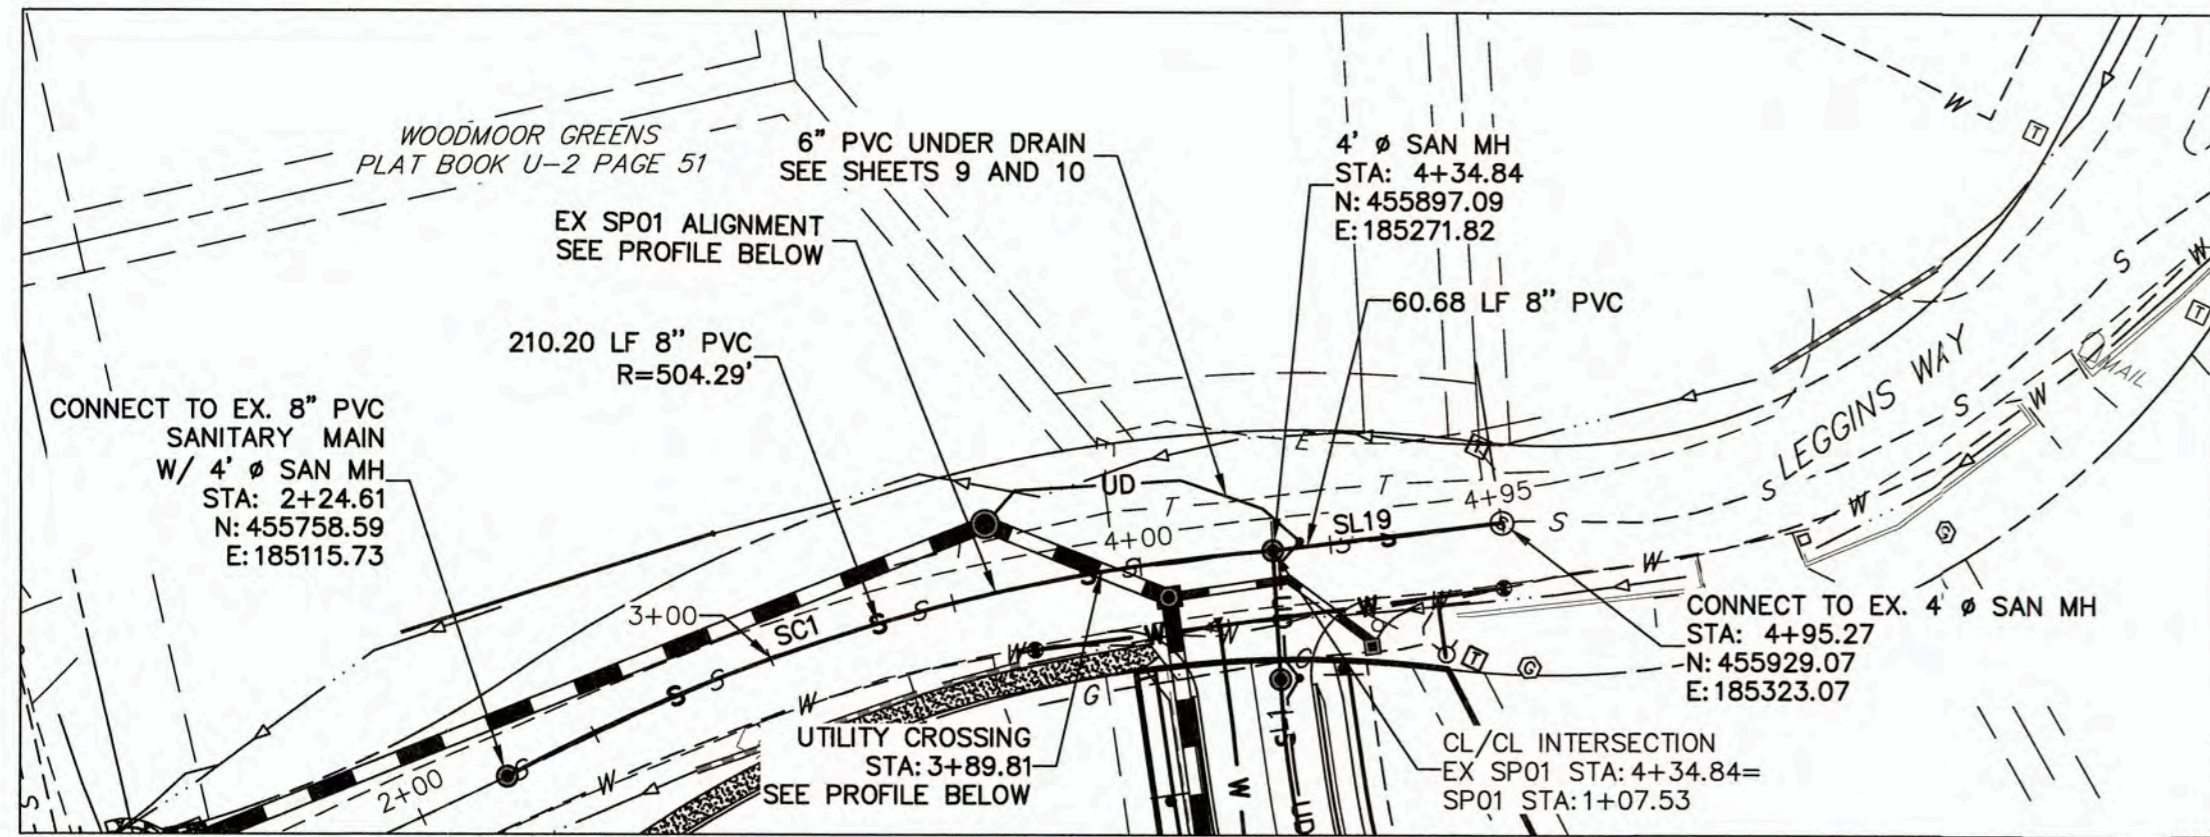 WOODMOOR GREENS
PLAT BOOK U-2 PAGE 51
6" PVC UNDER DRAIN
SEE SHEETS 9 AND 10
4' ø SAN MH
STA: 4+34.84
N: 455897.09
E: 185271.82
EX SP01 ALIGNMENT
SEE PROFILE BELOW
60.68 LF 8" PVC
210.20 LF 8" PVC
R=504.29'
CONNECT TO EX. 8" PVC
SANITARY MAIN
W/ 4' ø SAN MH
STA: 2+24.61
N: 455758.59
E: 185115.73
LEGGINS WAY
MAIL
UD
T
E
T
4+95
4+00
SL19
S
3+00
SC1
S
S
W
W
G
2+00
UTILITY CROSSING
STA: 3+89.81
SEE PROFILE BELOW
CONNECT TO EX. 4' ø SAN MH
STA: 4+95.27
N: 455929.07
E: 185323.07
CL/CL INTERSECTION
EX SP01 STA: 4+34.84=
SP01 STA: 1+07.53
W
UD